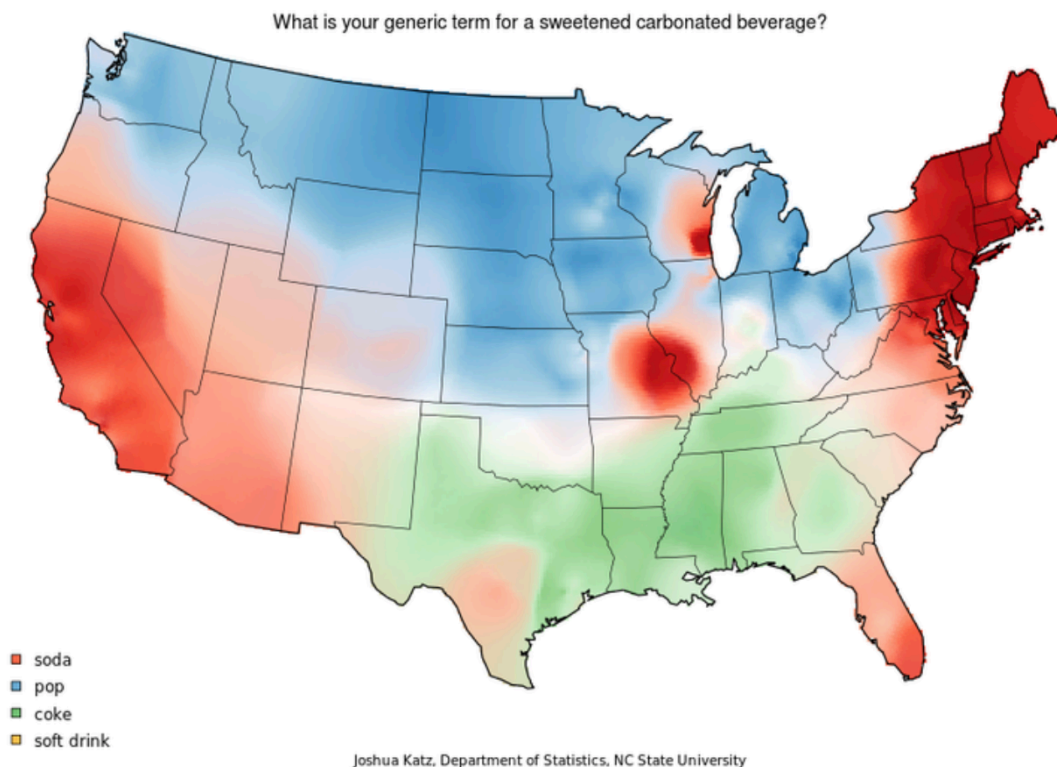 What is your generic term for a sweetened carbonated beverage?
soda
pop
coke
soft drink
Joshua Katz, Department of Statistics, NC State University